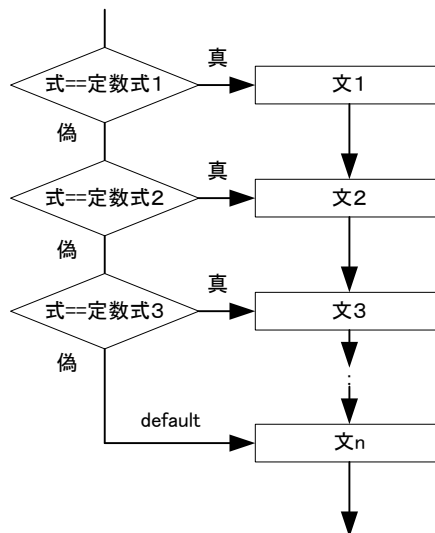 式==定数式1
真
文1
偽
式==定数式2
真
文2
偽
式==定数式3
真
文3
偽
⋮
default
文n